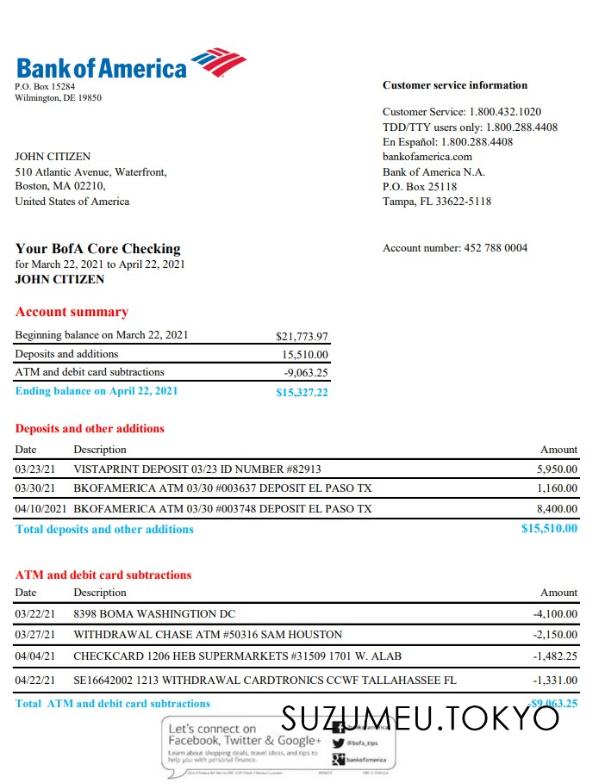 Bank of America
P.O. Box 15284
Wilmington, DE 19850
Customer service information
Customer Service: 1.800.432.1020
TDD/TTY users only: 1.800.288.4408
En Español: 1.800.288.4408
bankofamerica.com
Bank of America N.A.
P.O. Box 25118
Tampa, FL 33622-5118
JOHN CITIZEN
510 Atlantic Avenue, Waterfront,
Boston, MA 02210,
United States of America
Your BofA Core Checking
for March 22, 2021 to April 22, 2021
JOHN CITIZEN
Account number: 452 788 0004
Account summary
Beginning balance on March 22, 2021 $21,773.97
Deposits and additions 15,510.00
ATM and debit card subtractions -9,063.25
Ending balance on April 22, 2021 $15,327.22
Deposits and other additions
Date Description Amount
03/23/21 VISTAPRINT DEPOSIT 03/23 ID NUMBER #82913 5,950.00
03/30/21 BKOFAMERICA ATM 03/30 #003637 DEPOSIT EL PASO TX 1,160.00
04/10/2021 BKOFAMERICA ATM 03/30 #003748 DEPOSIT EL PASO TX 8,400.00
Total deposits and other additions $15,510.00
ATM and debit card subtractions
Date Description Amount
03/22/21 8398 BOMA WASHINGTION DC -4,100.00
03/27/21 WITHDRAWAL CHASE ATM #50316 SAM HOUSTON -2,150.00
04/04/21 CHECKCARD 1206 HEB SUPERMARKETS #31509 1701 W. ALAB -1,482.25
04/22/21 SE16642002 1213 WITHDRAWAL CARDTRONICS CCWF TALLAHASSEE FL -1,331.00
Total ATM and debit card subtractions -$9,063.25
SUZUMEU.TOKYO
Let's connect on
Facebook, Twitter & Google+
Learn about shopping deals, travel ideas, and tips to
help you with personal finance.
@bofa_tips
bankofamerica